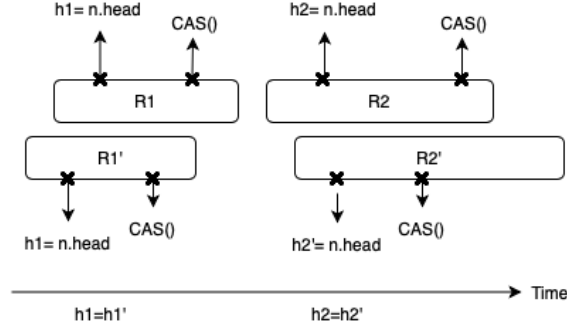 h1= n.head
CAS()
h2= n.head
CAS()
R1
R2
R1'
R2'
h1= n.head
CAS()
h2'= n.head
CAS()
Time
h1=h1'
h2=h2'